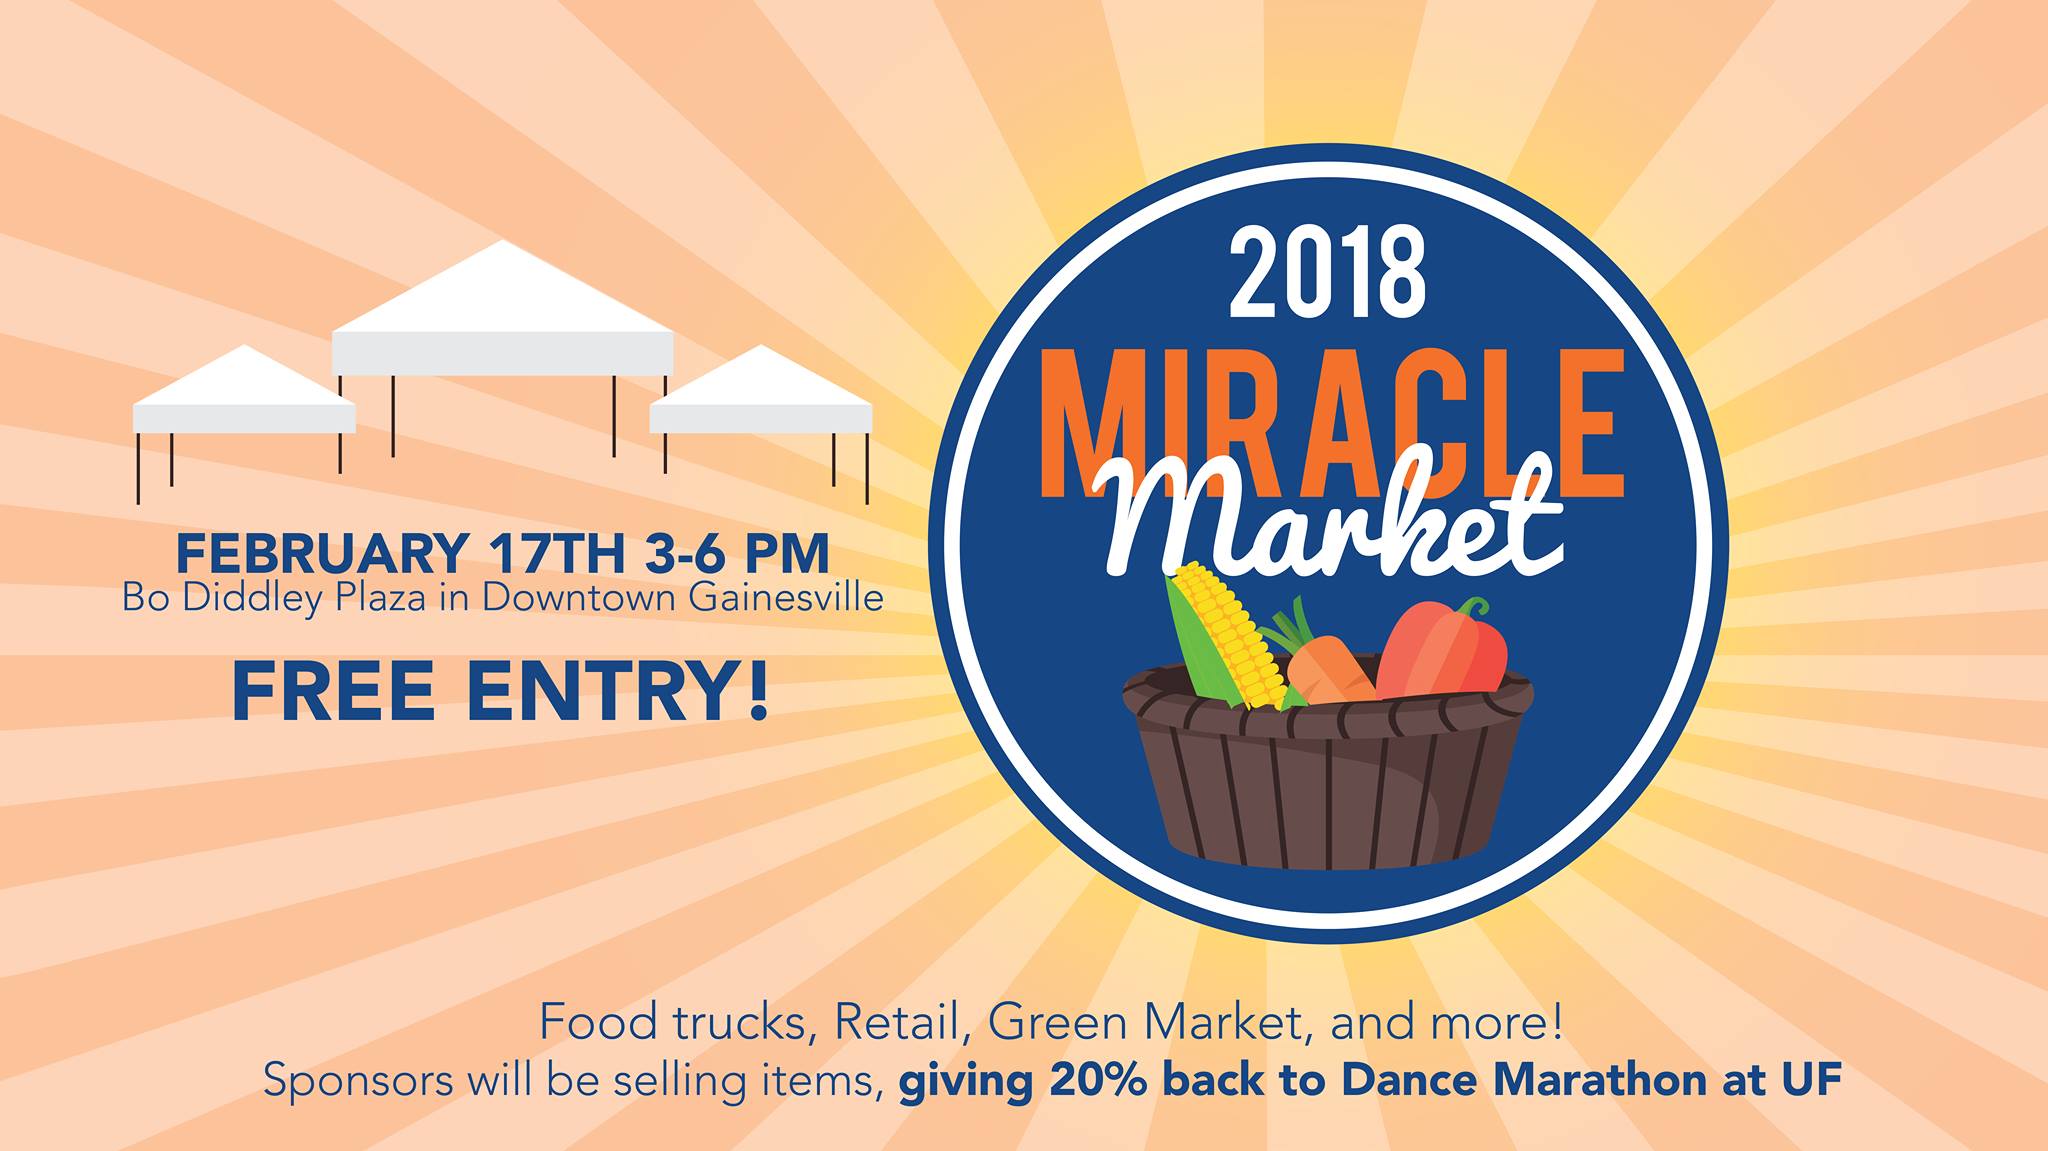 FEBRUARY 17TH 3-6 PM
Bo Diddley Plaza in Downtown Gainesville
FREE ENTRY!
2018
MIRACLE
Market
Food trucks, Retail, Green Market, and more!
Sponsors will be selling items, giving 20% back to Dance Marathon at UF